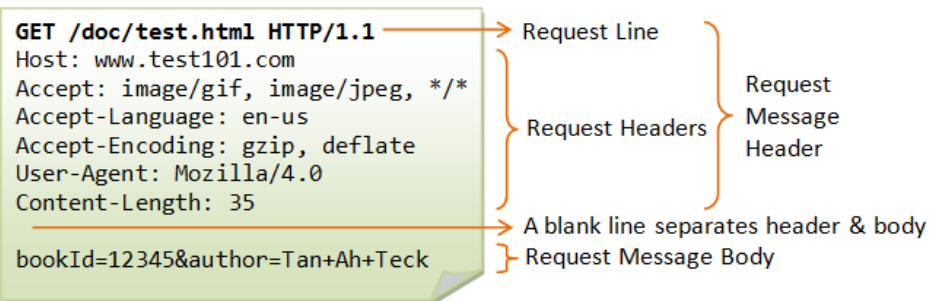 GET /doc/test.html HTTP/1.1
Host: www.test101.com
Accept: image/gif, image/jpeg, */*
Accept-Language: en-us
Accept-Encoding: gzip, deflate
User-Agent: Mozilla/4.0
Content-Length: 35
bookId=12345&author=Tan+Ah+Teck
Request Line
Request Headers
Request
Message
Header
A blank line separates header & body
Request Message Body